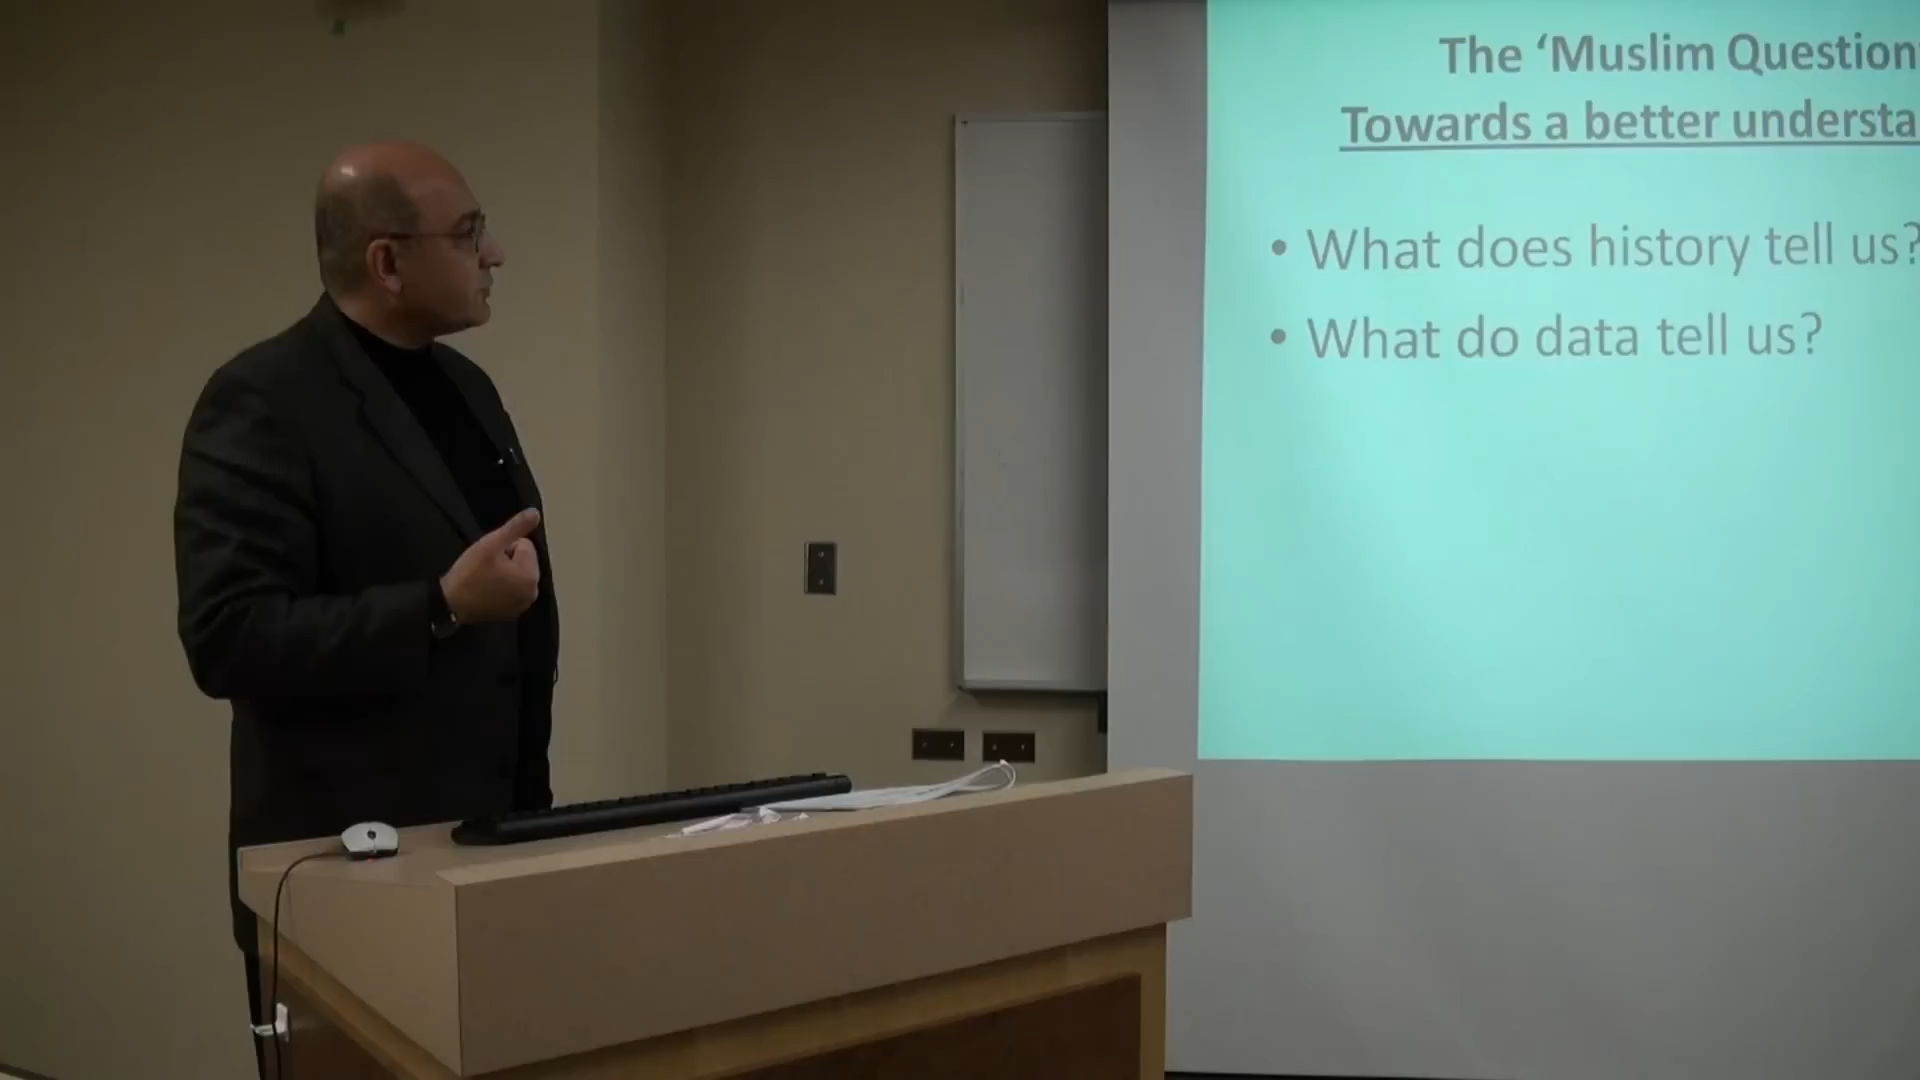 The ‘Muslim Question
Towards a better understa
• What does history tell us?
• What do data tell us?